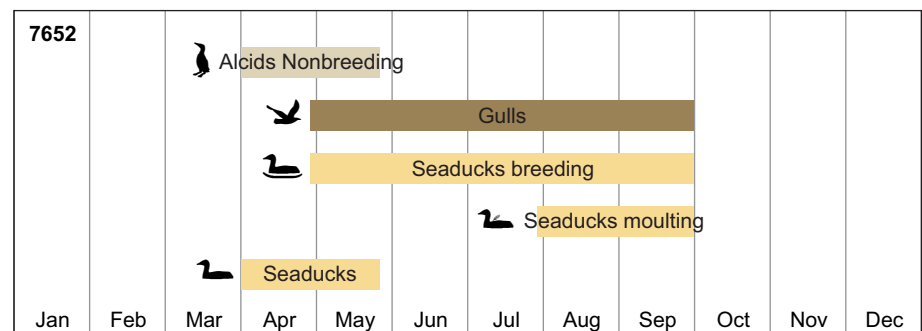 7652
Alcids Nonbreeding
Gulls
Seaducks breeding
Seaducks moulting
Seaducks
Jan Feb Mar Apr May Jun Jul Aug Sep Oct Nov Dec